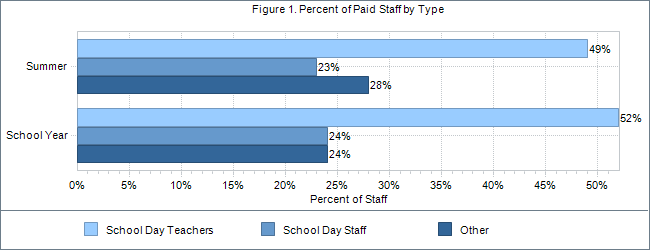 Figure 1. Percent of Paid Staff by Type
Summer
49%
23%
28%
School Year
52%
24%
24%
0% 5% 10% 15% 20% 25% 30% 35% 40% 45% 50%
Percent of Staff
School Day Teachers School Day Staff Other